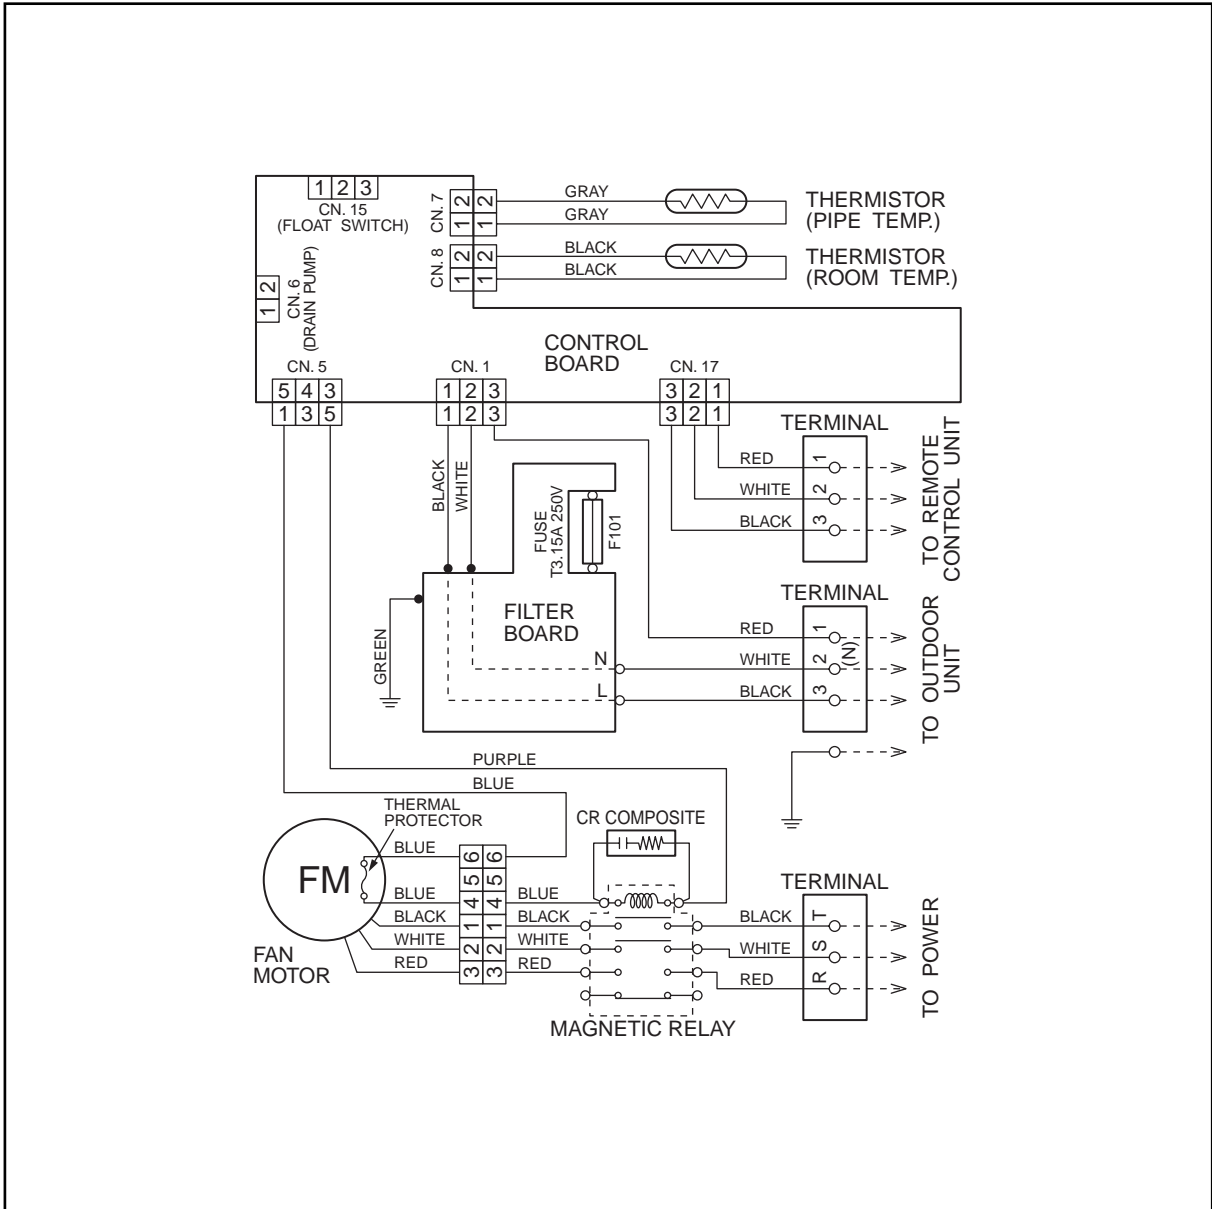 1 2 3
CN. 15
(FLOAT SWITCH)
CN. 7
2 2
1 1
GRAY
GRAY
THERMISTOR
(PIPE TEMP.)
CN. 8
2 2
1 1
BLACK
BLACK
THERMISTOR
(ROOM TEMP.)
1 2
CN. 6
(DRAIN PUMP)
CONTROL
BOARD
CN. 5
5 4 3
1 3 5
CN. 1
1 2 3
1 2 3
CN. 17
3 2 1
3 2 1
TERMINAL
RED 1
WHITE 2
BLACK 3
TO REMOTE
CONTROL UNIT
BLACK
WHITE
FUSE
T3.15A 250V
F101
FILTER
BOARD
GREEN
N
L
TERMINAL
RED 1
WHITE 2
(N)
BLACK 3
TO OUTDOOR
UNIT
PURPLE
BLUE
THERMAL
PROTECTOR
CR COMPOSITE
FM
FAN
MOTOR
BLUE 6 6
5 5
BLUE 4 4 BLUE
BLACK 1 1 BLACK
WHITE 2 2 WHITE
RED 3 3 RED
MAGNETIC RELAY
TERMINAL
BLACK T
WHITE S
RED R
TO POWER